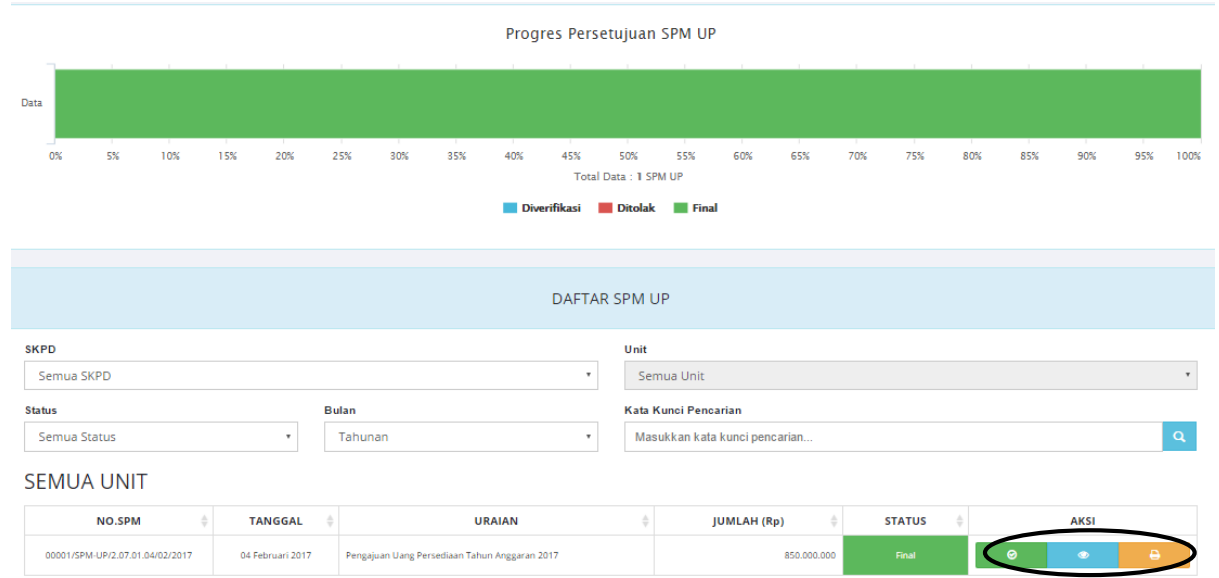 Progres Persetujuan SPM UP
Data
0% 5% 10% 15% 20% 25% 30% 35% 40% 45% 50% 55% 60% 65% 70% 75% 80% 85% 90% 95% 100%
Total Data : 1 SPM UP
Diverifikasi Ditolak Final
DAFTAR SPM UP
SKPD Unit
Semua SKPD Semua Unit
Status Bulan Kata Kunci Pencarian
Semua Status Tahunan Masukkan kata kunci pencarian...
SEMUA UNIT
NO.SPM TANGGAL URAIAN JUMLAH (Rp) STATUS AKSI
00001/SPM-UP/2.07.01.04/02/2017 04 Februari 2017 Pengajuan Uang Persediaan Tahun Anggaran 2017 850.000.000 Final